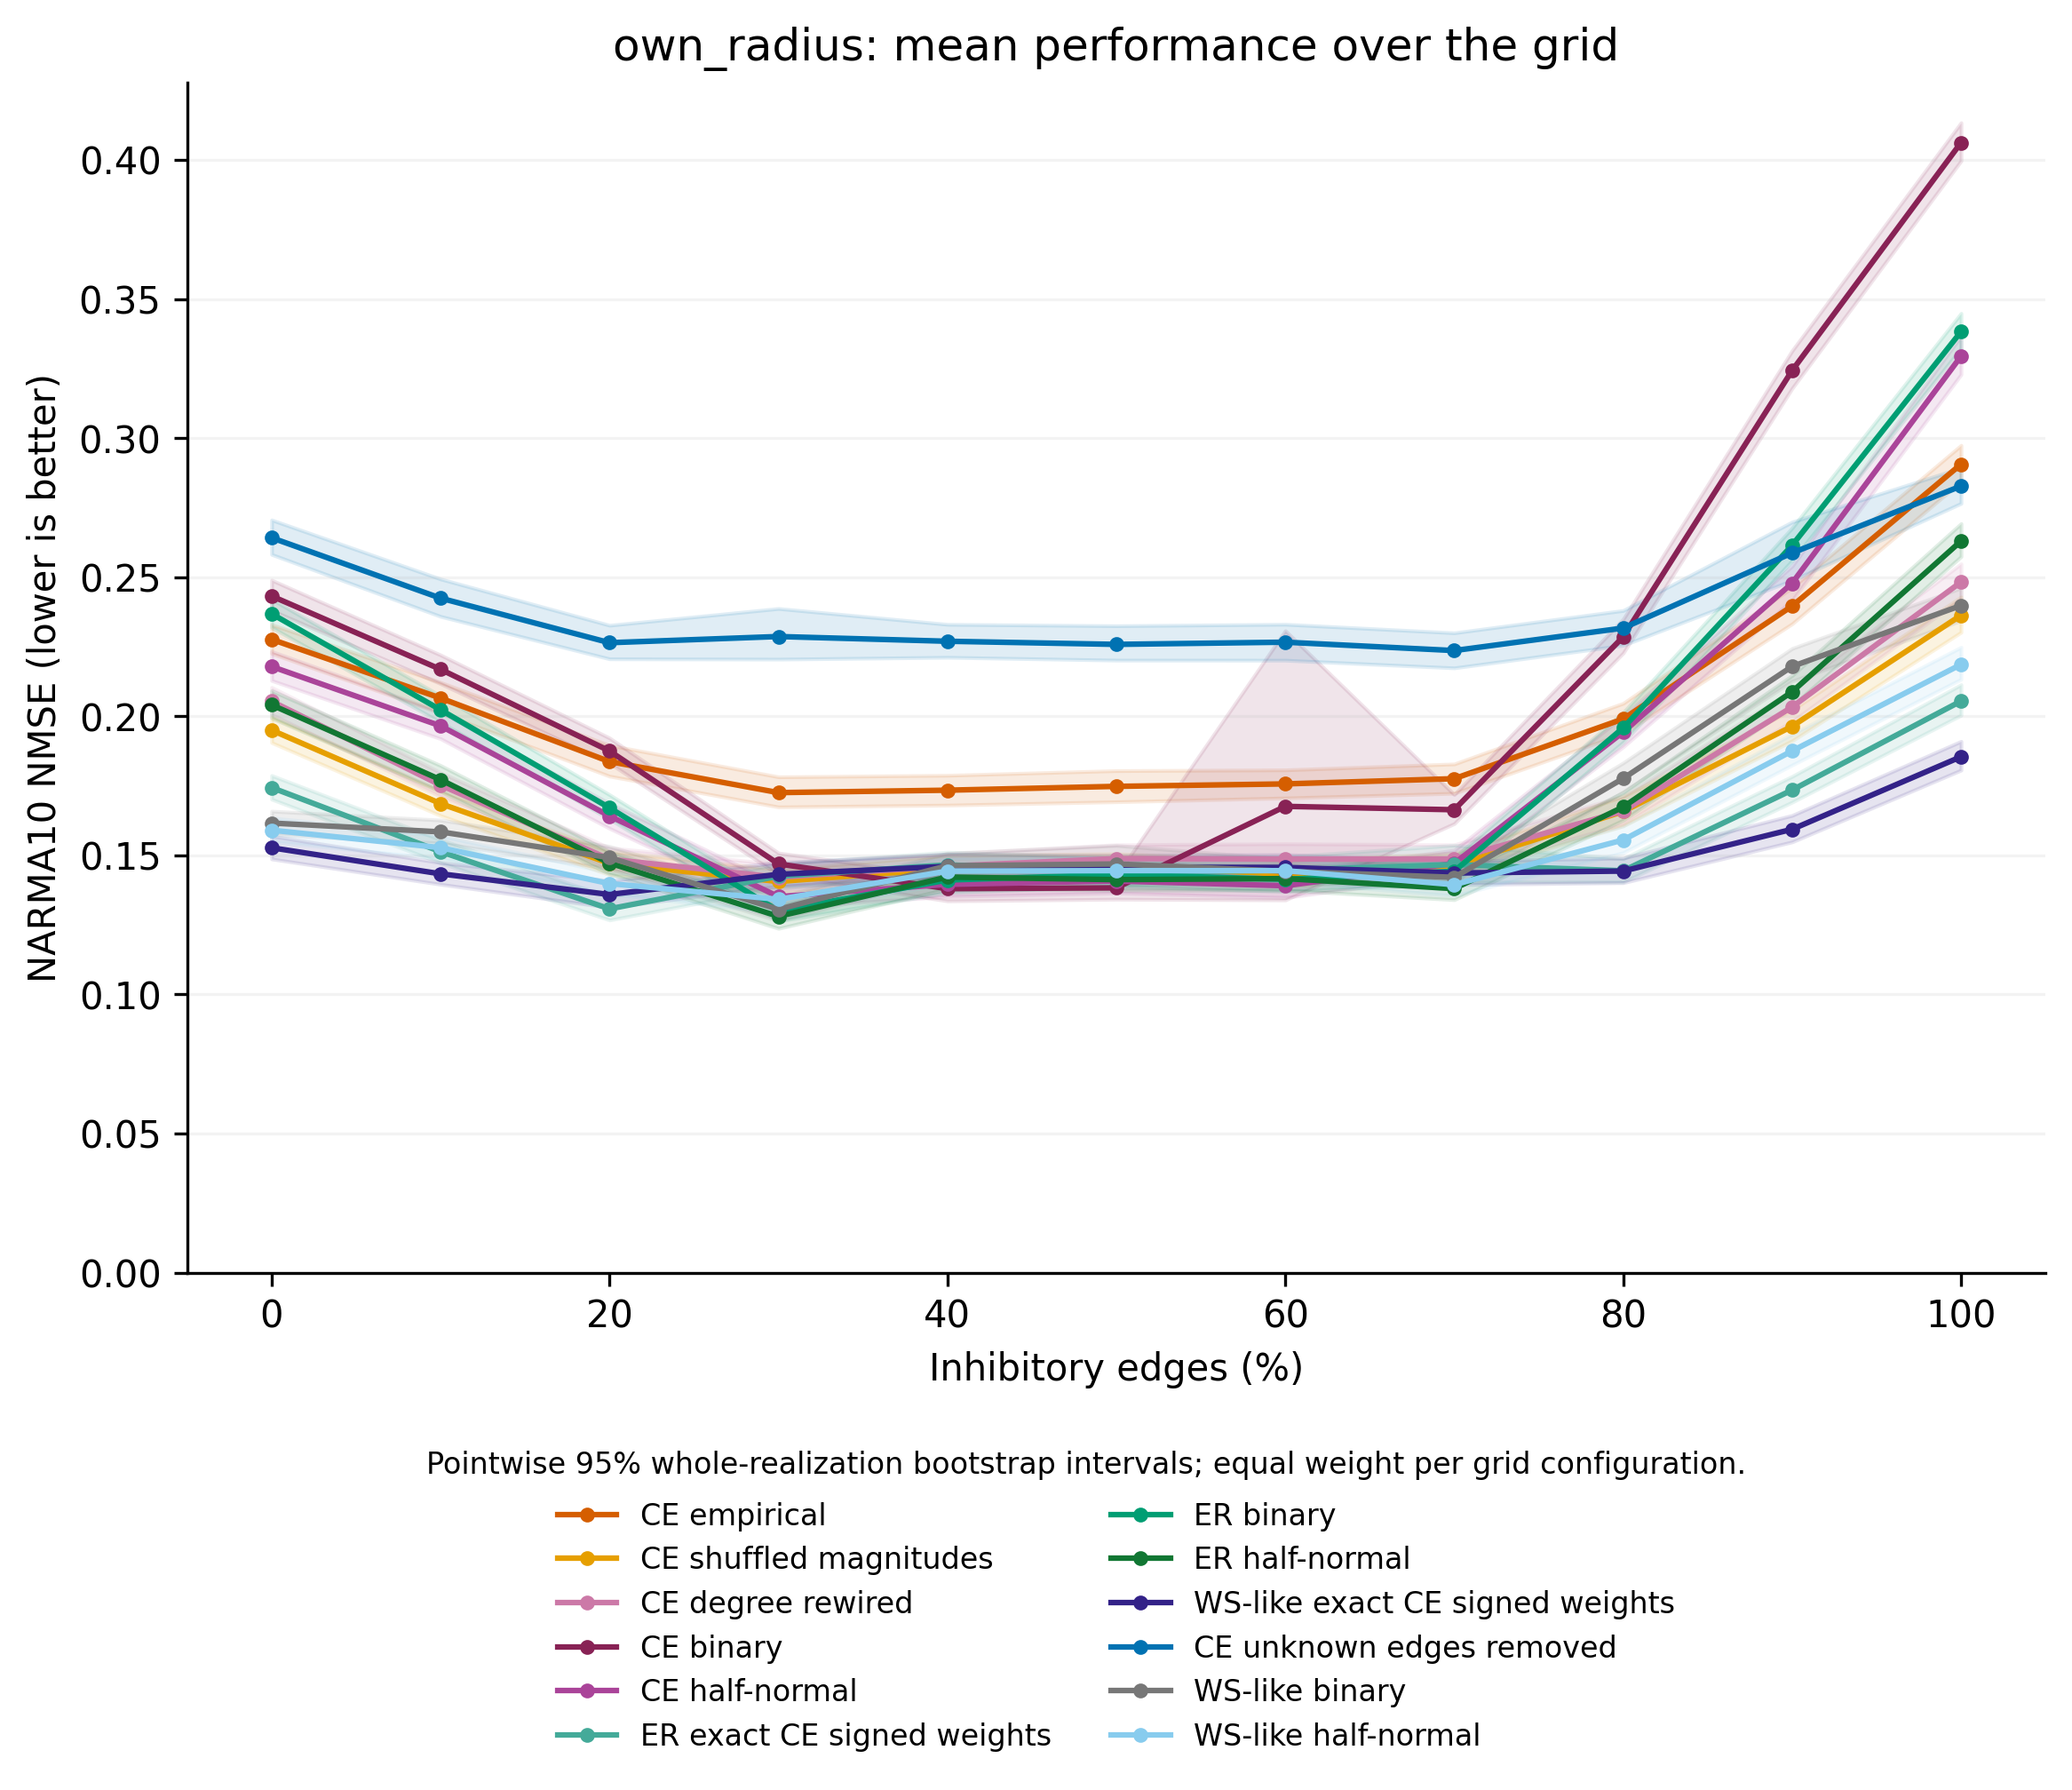 own_radius: mean performance over the grid
NARMA10 NMSE (lower is better)
0.40
0.35
0.30
0.25
0.20
0.15
0.10
0.05
0.00
0 20 40 60 80 100
Inhibitory edges (%)
Pointwise 95% whole-realization bootstrap intervals; equal weight per grid configuration.
CE empirical
CE shuffled magnitudes
CE degree rewired
CE binary
CE half-normal
ER exact CE signed weights
ER binary
ER half-normal
WS-like exact CE signed weights
CE unknown edges removed
WS-like binary
WS-like half-normal